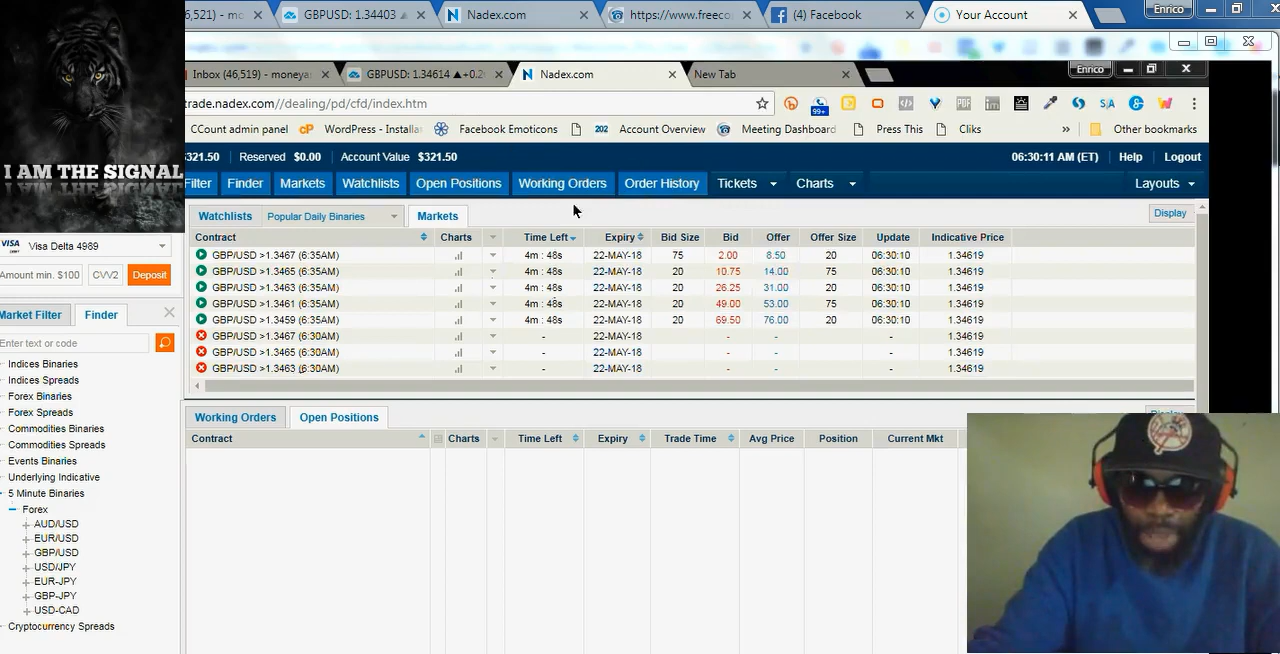 6,521) - mo
GBPUSD: 1.34403 ▲
Nadex.com
https://www.freeco
(4) Facebook
Your Account
Enrico
Inbox (46,519) - moneya
GBPUSD: 1.34614 ▲+0.2
Nadex.com
New Tab
Enrico
trade.nadex.com//dealing/pd/cfd/index.htm
99+
CCount admin panel
cP WordPress - Installa
Facebook Emoticons
202 Account Overview
Meeting Dashboard
Press This
Cliks
»
Other bookmarks
321.50 Reserved $0.00 Account Value $321.50 06:30:11 AM (ET) Help Logout
Filter Finder Markets Watchlists Open Positions Working Orders Order History Tickets Charts Layouts
I AM THE SIGNAL
Watchlists Popular Daily Binaries Markets Display
Contract Charts Time Left Expiry Bid Size Bid Offer Offer Size Update Indicative Price
GBP/USD >1.3467 (6:35AM) 4m : 48s 22-MAY-18 75 2.00 8.50 20 06:30:10 1.34619
GBP/USD >1.3465 (6:35AM) 4m : 48s 22-MAY-18 20 10.75 14.00 75 06:30:10 1.34619
GBP/USD >1.3463 (6:35AM) 4m : 48s 22-MAY-18 20 26.25 31.00 20 06:30:10 1.34619
GBP/USD >1.3461 (6:35AM) 4m : 48s 22-MAY-18 20 49.00 53.00 75 06:30:10 1.34619
GBP/USD >1.3459 (6:35AM) 4m : 48s 22-MAY-18 20 69.50 76.00 20 06:30:10 1.34619
GBP/USD >1.3467 (6:30AM) - 22-MAY-18 - - - 1.34619
GBP/USD >1.3465 (6:30AM) - 22-MAY-18 - - - 1.34619
GBP/USD >1.3463 (6:30AM) - 22-MAY-18 - - - 1.34619
VISA Visa Delta 4989
Amount min. $100 CVV2 Deposit
Market Filter Finder
Enter text or code
Indices Binaries
Indices Spreads
Forex Binaries
Forex Spreads
Commodities Binaries
Commodities Spreads
Events Binaries
Underlying Indicative
5 Minute Binaries
Forex
AUD/USD
EUR/USD
GBP/USD
USD/JPY
EUR-JPY
GBP-JPY
USD-CAD
Cryptocurrency Spreads
Working Orders Open Positions
Contract Charts Time Left Expiry Trade Time Avg Price Position Current Mkt